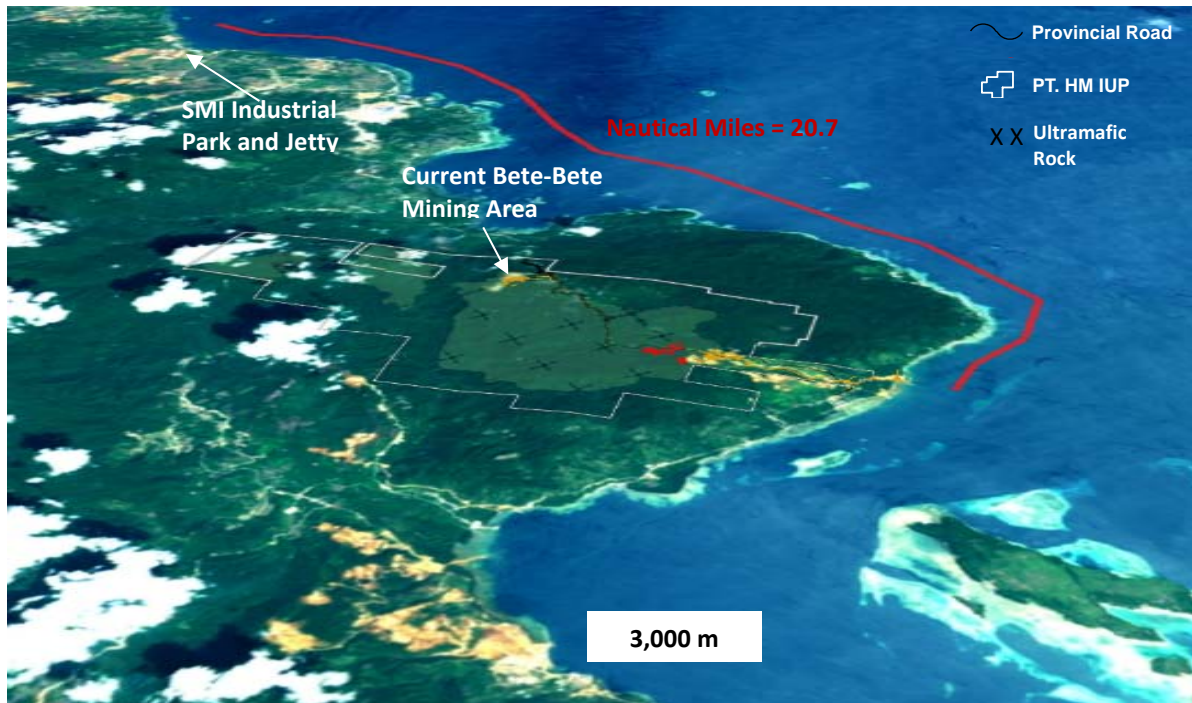 Provincial Road
PT. HM IUP
X X Ultramafic
Rock
SMI Industrial
Park and Jetty
Nautical Miles = 20.7
Current Bete-Bete
Mining Area
3,000 m